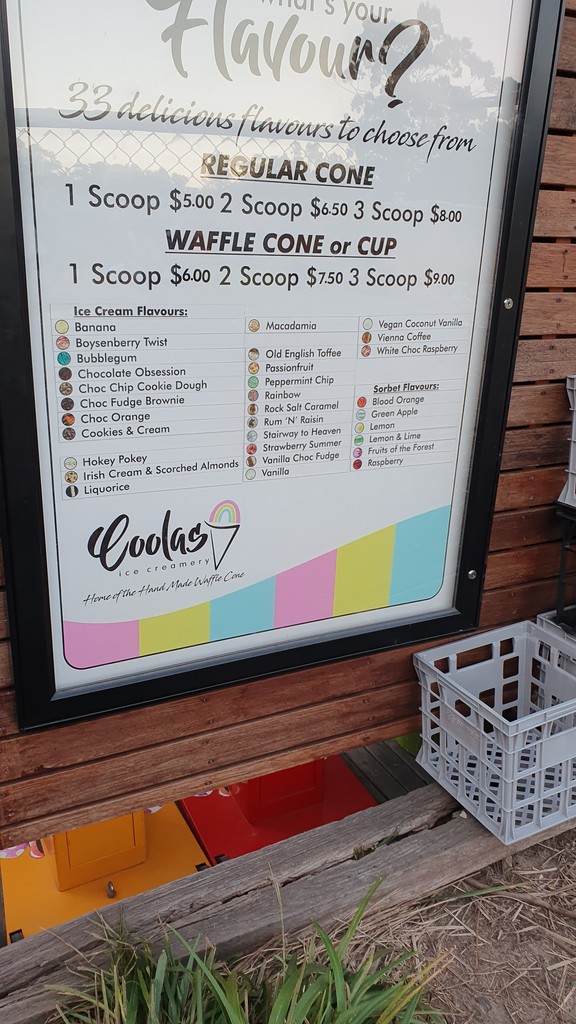 what's your
Flavour?
33 delicious flavours to choose from
REGULAR CONE
1 Scoop $5.00 2 Scoop $6.50 3 Scoop $8.00
WAFFLE CONE or CUP
1 Scoop $6.00 2 Scoop $7.50 3 Scoop $9.00
Ice Cream Flavours:
Banana
Boysenberry Twist
Bubblegum
Chocolate Obsession
Choc Chip Cookie Dough
Choc Fudge Brownie
Choc Orange
Cookies & Cream
Hokey Pokey
Irish Cream & Scorched Almonds
Liquorice
Macadamia
Old English Toffee
Passionfruit
Peppermint Chip
Rainbow
Rock Salt Caramel
Rum 'N' Raisin
Stairway to Heaven
Strawberry Summer
Vanilla Choc Fudge
Vanilla
Vegan Coconut Vanilla
Vienna Coffee
White Choc Raspberry
Sorbet Flavours:
Blood Orange
Green Apple
Lemon
Lemon & Lime
Fruits of the Forest
Raspberry
Coolas
ice creamery
Home of the Hand Made Waffle Cone